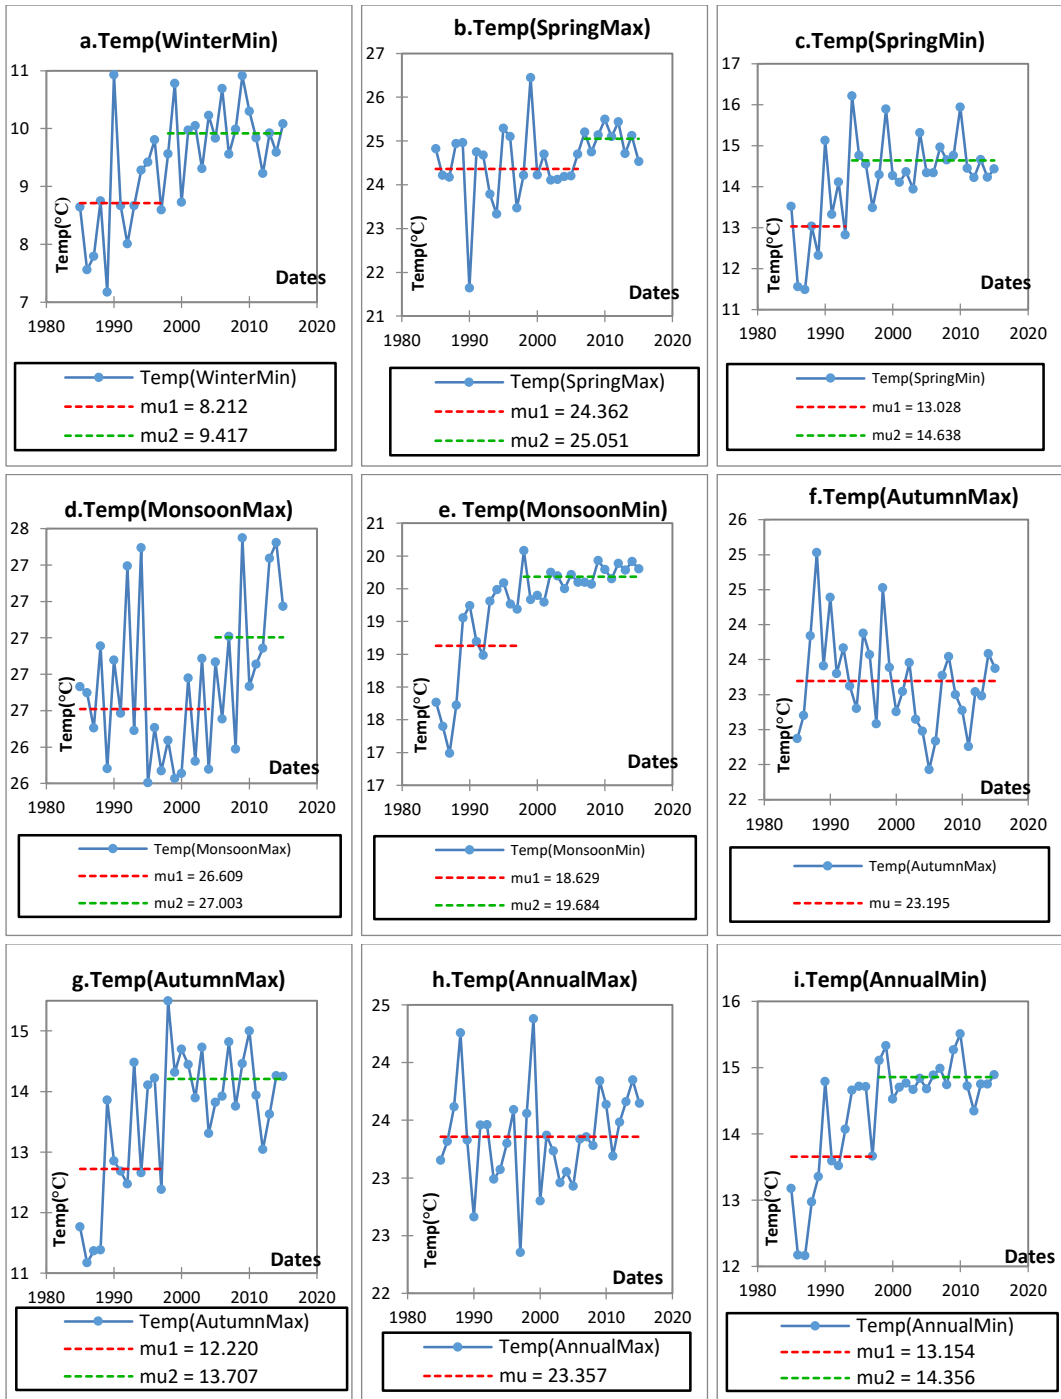 a.Temp(WinterMin)
11
10
9
8
7
Temp(°C)
Dates
1980 1990 2000 2010 2020
Temp(WinterMin)
mu1 = 8.212
mu2 = 9.417
b.Temp(SpringMax)
27
26
25
24
23
22
21
Temp(°C)
Dates
1980 1990 2000 2010 2020
Temp(SpringMax)
mu1 = 24.362
mu2 = 25.051
c.Temp(SpringMin)
17
16
15
14
13
12
11
Temp(°C)
Dates
1980 1990 2000 2010 2020
Temp(SpringMin)
mu1 = 13.028
mu2 = 14.638
d.Temp(MonsoonMax)
28
27
27
27
27
27
26
26
Temp(°C)
Dates
1980 1990 2000 2010 2020
Temp(MonsoonMax)
mu1 = 26.609
mu2 = 27.003
e. Temp(MonsoonMin)
21
20
20
19
19
18
18
17
17
Temp(°C)
Dates
1980 1990 2000 2010 2020
Temp(MonsoonMin)
mu1 = 18.629
mu2 = 19.684
f.Temp(AutumnMax)
26
25
25
24
24
23
23
22
22
Temp(°C)
Dates
1980 1990 2000 2010 2020
Temp(AutumnMax)
mu = 23.195
g.Temp(AutumnMax)
15
14
13
12
11
Temp(°C)
Dates
1980 1990 2000 2010 2020
Temp(AutumnMax)
mu1 = 12.220
mu2 = 13.707
h.Temp(AnnualMax)
25
24
24
23
23
22
Temp(°C)
Dates
1980 1990 2000 2010 2020
Temp(AnnualMax)
mu = 23.357
i.Temp(AnnualMin)
16
15
14
13
12
Temp(°C)
Dates
1980 1990 2000 2010 2020
Temp(AnnualMin)
mu1 = 13.154
mu2 = 14.356